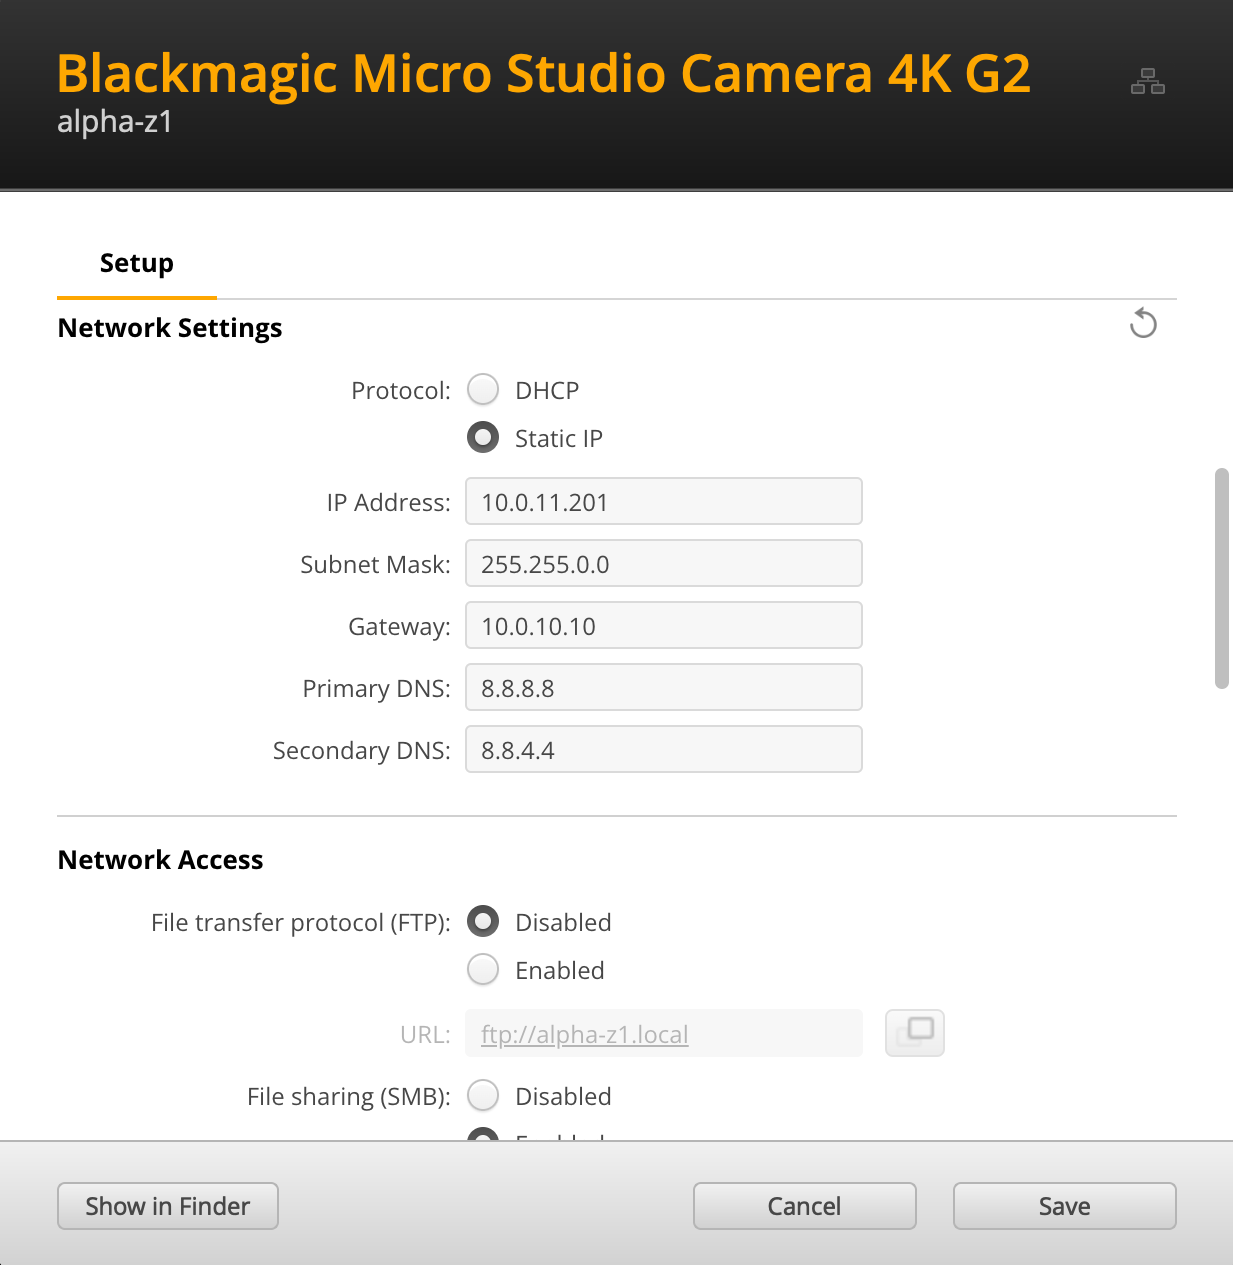 Blackmagic Micro Studio Camera 4K G2
alpha-z1
Setup
Network Settings
Protocol: DHCP
Static IP
IP Address: 10.0.11.201
Subnet Mask: 255.255.0.0
Gateway: 10.0.10.10
Primary DNS: 8.8.8.8
Secondary DNS: 8.8.4.4
Network Access
File transfer protocol (FTP): Disabled
Enabled
URL: ftp://alpha-z1.local
File sharing (SMB): Disabled
Show in Finder Cancel Save